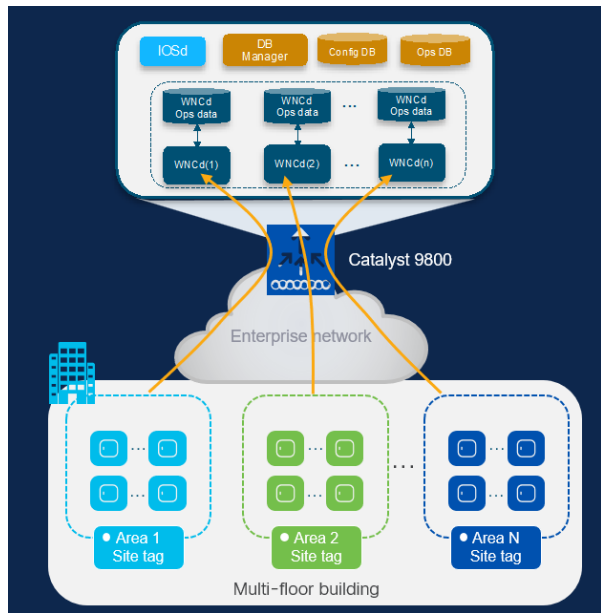 IOSd
DB
Manager
Config DB
Ops DB
WNCd
Ops data
WNCd
Ops data
...
WNCd
Ops data
WNCd(1)
WNCd(2)
...
WNCd(n)
Catalyst 9800
Enterprise network
...
...
...
...
...
...
...
Area 1
Site tag
Area 2
Site tag
Area N
Site tag
Multi-floor building